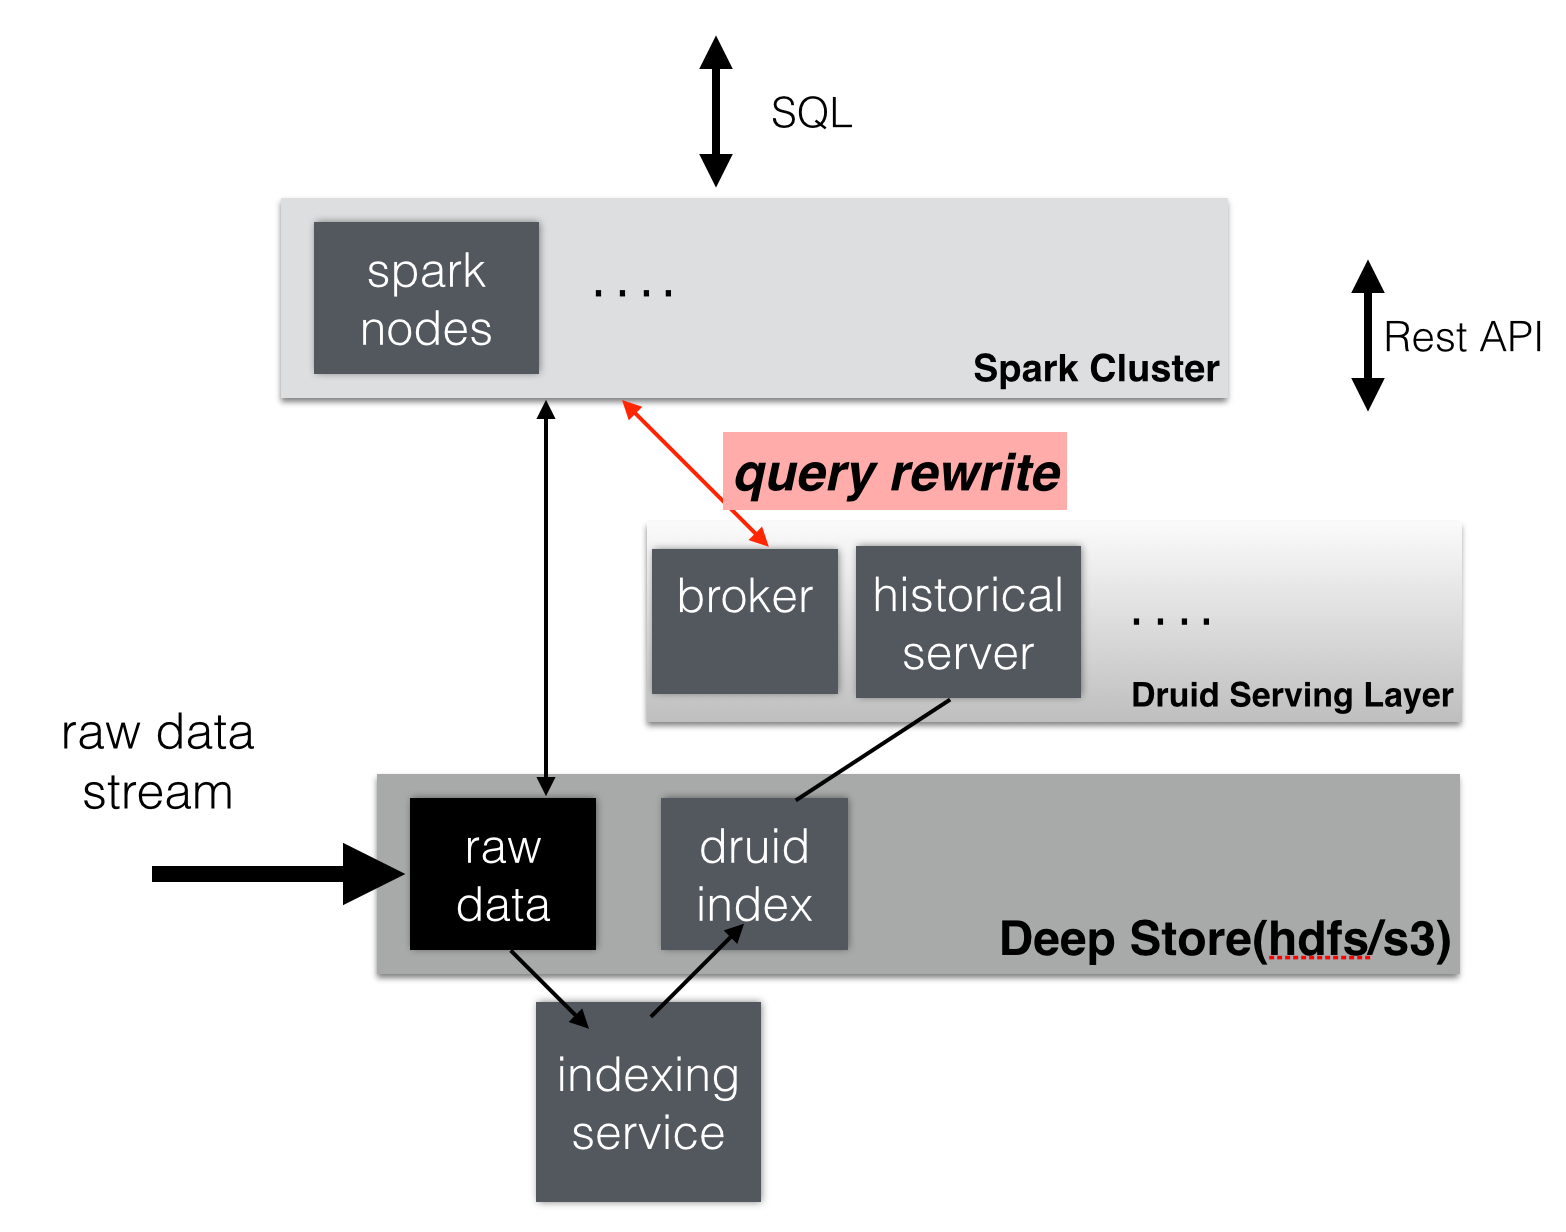 SQL
spark
nodes
....
Spark Cluster
Rest API
query rewrite
broker
historical
server
....
Druid Serving Layer
raw data
stream
raw
data
druid
index
Deep Store(hdfs/s3)
indexing
service